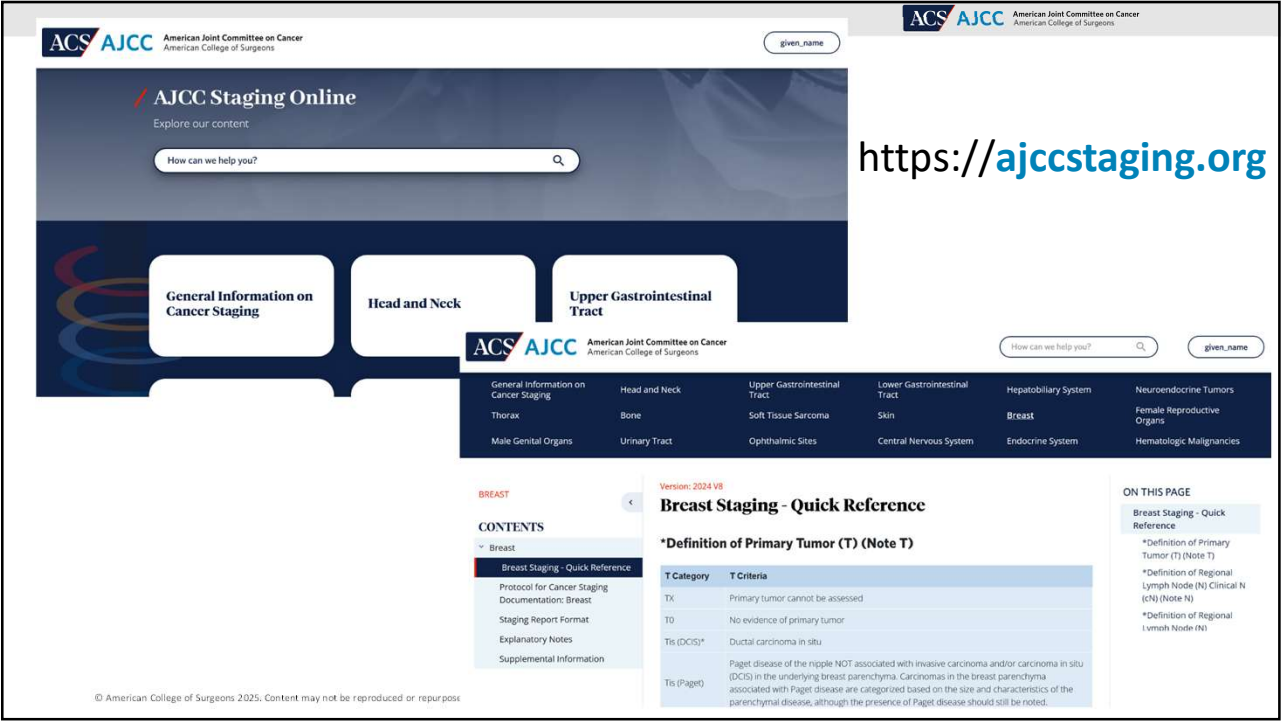 ACS AJCC American Joint Committee on Cancer
American College of Surgeons
ACS AJCC American Joint Committee on Cancer
American College of Surgeons
given_name
AJCC Staging Online
Explore our content
How can we help you?
https://ajccstaging.org
General Information on
Cancer Staging
Head and Neck
Upper Gastrointestinal
Tract
ACS AJCC American Joint Committee on Cancer
American College of Surgeons
How can we help you?
given_name
General Information on
Cancer Staging
Head and Neck
Upper Gastrointestinal
Tract
Lower Gastrointestinal
Tract
Hepatobiliary System
Neuroendocrine Tumors
Thorax
Bone
Soft Tissue Sarcoma
Skin
Breast
Female Reproductive
Organs
Male Genital Organs
Urinary Tract
Ophthalmic Sites
Central Nervous System
Endocrine System
Hematologic Malignancies
BREAST
CONTENTS
Breast
Breast Staging - Quick Reference
Protocol for Cancer Staging
Documentation: Breast
Staging Report Format
Explanatory Notes
Supplemental Information
Version: 2024 V8
Breast Staging - Quick Reference
*Definition of Primary Tumor (T) (Note T)
T Category T Criteria
TX Primary tumor cannot be assessed
T0 No evidence of primary tumor
Tis (DCIS)* Ductal carcinoma in situ
Tis (Paget) Paget disease of the nipple NOT associated with invasive carcinoma and/or carcinoma in situ
(DCIS) in the underlying breast parenchyma. Carcinomas in the breast parenchyma
associated with Paget disease are categorized based on the size and characteristics of the
parenchymal disease, although the presence of Paget disease should still be noted.
ON THIS PAGE
Breast Staging - Quick
Reference
*Definition of Primary
Tumor (T) (Note T)
*Definition of Regional
Lymph Node (N) Clinical N
(cN) (Note N)
*Definition of Regional
Lymph Node (N)
© American College of Surgeons 2025. Content may not be reproduced or repurpose